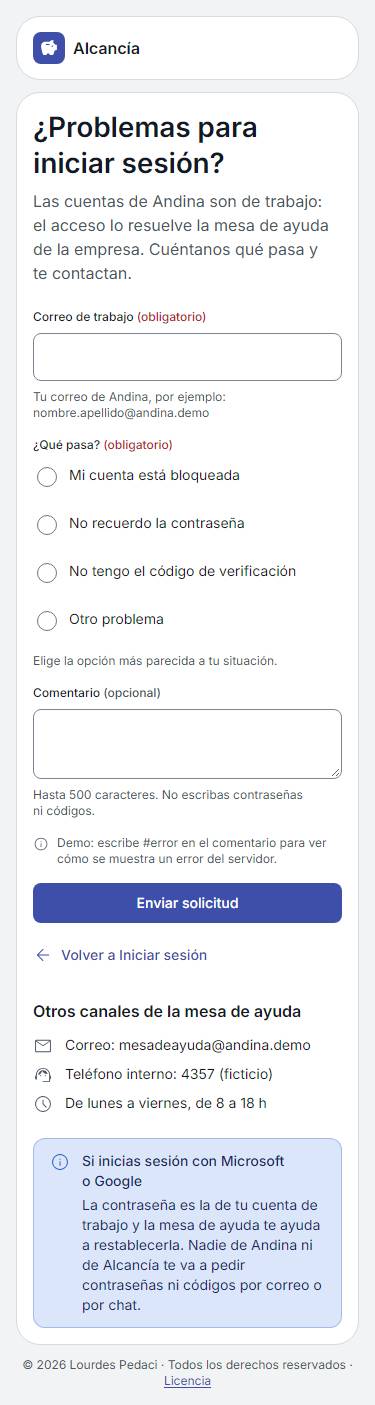 Alcancía
¿Problemas para
iniciar sesión?
Las cuentas de Andina son de trabajo:
el acceso lo resuelve la mesa de ayuda
de la empresa. Cuéntanos qué pasa y
te contactan.
Correo de trabajo (obligatorio)
Tu correo de Andina, por ejemplo:
nombre.apellido@andina.demo
¿Qué pasa? (obligatorio)
Mi cuenta está bloqueada
No recuerdo la contraseña
No tengo el código de verificación
Otro problema
Elige la opción más parecida a tu situación.
Comentario (opcional)
Hasta 500 caracteres. No escribas contraseñas
ni códigos.
Demo: escribe #error en el comentario para ver
cómo se muestra un error del servidor.
Enviar solicitud
Volver a Iniciar sesión
Otros canales de la mesa de ayuda
Correo: mesadeayuda@andina.demo
Teléfono interno: 4357 (ficticio)
De lunes a viernes, de 8 a 18 h
Si inicias sesión con Microsoft
o Google
La contraseña es la de tu cuenta de
trabajo y la mesa de ayuda te ayuda
a restablecerla. Nadie de Andina ni
de Alcancía te va a pedir
contraseñas ni códigos por correo o
por chat.
© 2026 Lourdes Pedaci · Todos los derechos reservados ·
Licencia